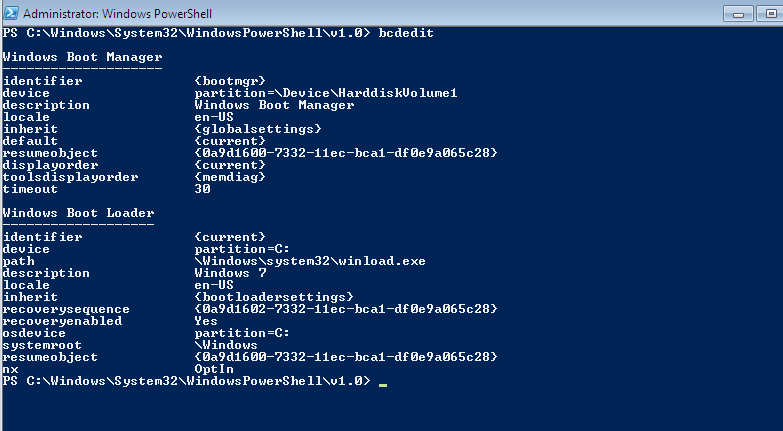 Administrator: Windows PowerShell
PS C:\Windows\System32\WindowsPowerShell\v1.0> bcdedit
Windows Boot Manager
--------------------
identifier              {bootmgr}
device                  partition=\Device\HarddiskVolume1
description             Windows Boot Manager
locale                  en-US
inherit                 {globalsettings}
default                 {current}
resumeobject            {0a9d1600-7332-11ec-bca1-df0e9a065c28}
displayorder            {current}
toolsdisplayorder       {memdiag}
timeout                 30
Windows Boot Loader
-------------------
identifier              {current}
device                  partition=C:
path                    \Windows\system32\winload.exe
description             Windows 7
locale                  en-US
inherit                 {bootloadersettings}
recoverysequence        {0a9d1602-7332-11ec-bca1-df0e9a065c28}
recoveryenabled         Yes
osdevice                partition=C:
systemroot              \Windows
resumeobject            {0a9d1600-7332-11ec-bca1-df0e9a065c28}
nx                      OptIn
PS C:\Windows\System32\WindowsPowerShell\v1.0> _